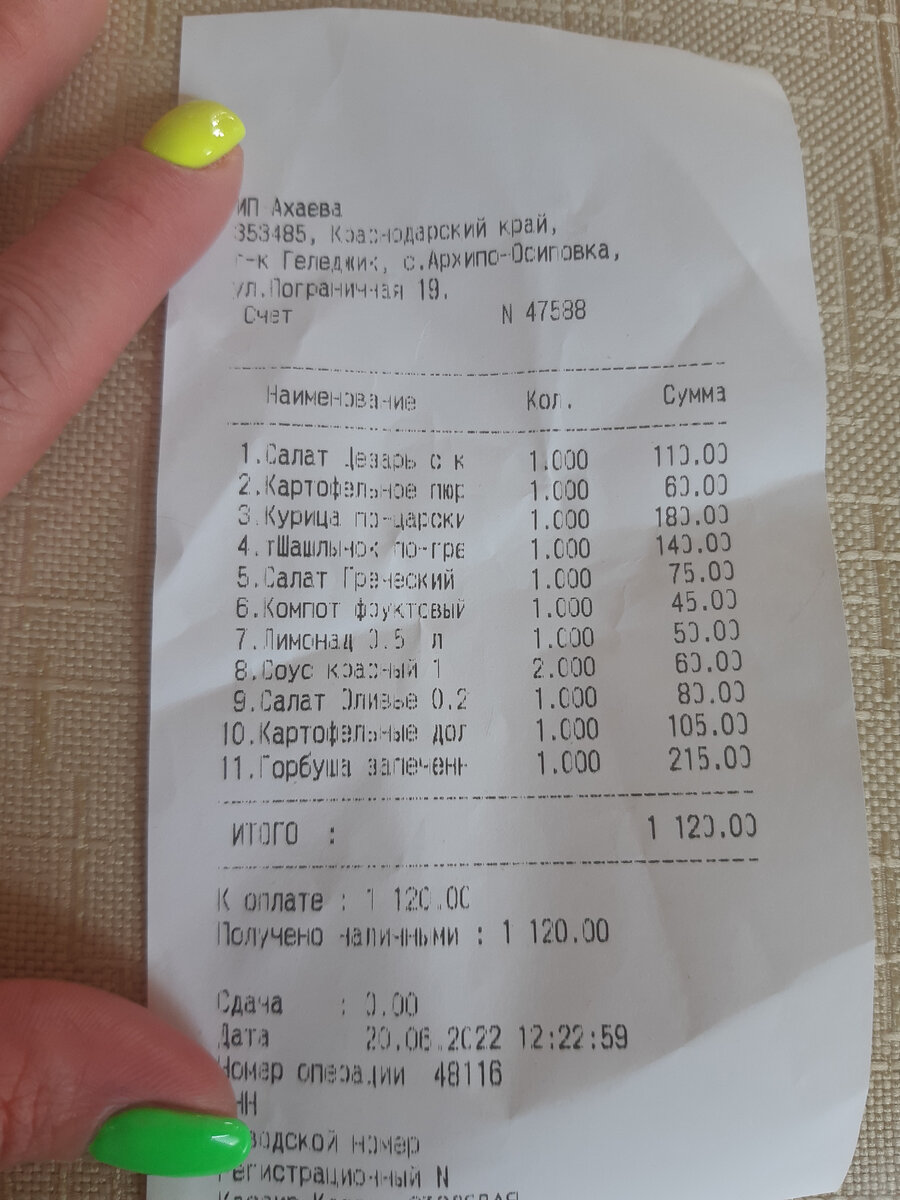 ИП Ахаева
353485, Краснодарский край,
г-к Геледжик, с.Архипо-Осиповка,
ул.Пограничная 19.
Счет N 47588
Наименование Кол. Сумма
1.Салат Цезарь с к 1.000 110.00
2.Картофельное пюр 1.000 60.00
3.Курица по-царски 1.000 180.00
4.тШашлычок по-гре 1.000 140.00
5.Салат Греческий 1.000 75.00
6.Компот фруктовый 1.000 45.00
7.Лимонад 0.5 л 1.000 50.00
8.Соус красный 1 2.000 60.00
9.Салат Оливье 0.2 1.000 80.00
10.Картофельные дол 1.000 105.00
11.Горбуша запеченн 1.000 215.00
ИТОГО : 1 120.00
К оплате : 1 120.00
Получено наличными : 1 120.00
Сдача : 0.00
Дата 20.06.2022 12:22:59
Номер операции 48116
ИНН
Заводской номер
Регистрационный N